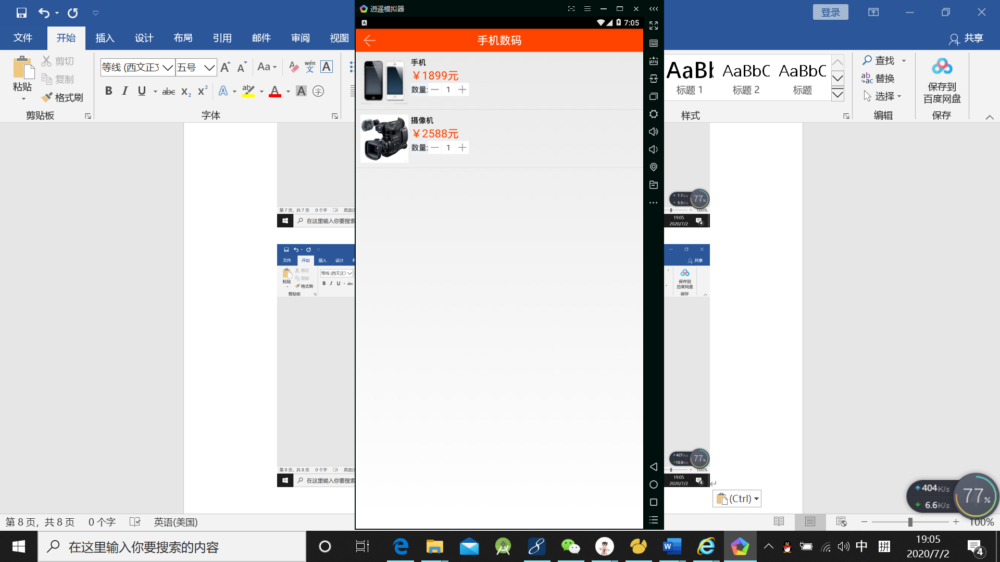 登录
文件 开始 插入 设计 布局 引用 邮件 审阅 视图
共享
粘贴
剪切
复制
格式刷
剪贴板
等线 (西文正文 五号
字体
AaBl AaBbC AaBbC
标题 1 标题 2 标题
样式
查找
替换
选择
编辑
保存到
百度网盘
保存
逍遥模拟器
7:05
手机数码
手机
￥1899元
数量: 1
摄像机
￥2588元
数量: 1
1.1K/s
5.5K/s
77%
第 7 页, 共 7 页 0 个字 100%
在这里输入你要搜索
19:05
2020/7/2
4
文件 开始 插入 设计
共享
粘贴
剪切
复制
格式刷
剪贴板
等线 (西文正文
保存到
百度网盘
保存
427K/s
10.8K/s
77%
第 8 页, 共 8 页 0 个字 100%
在这里输入你要搜索
19:05
2020/7/2
4
(Ctrl)
404K/s
6.6K/s
77%
第 8 页, 共 8 页 0 个字 英语(美国) 100%
在这里输入你要搜索的内容
中 拼
19:05
2020/7/2
4